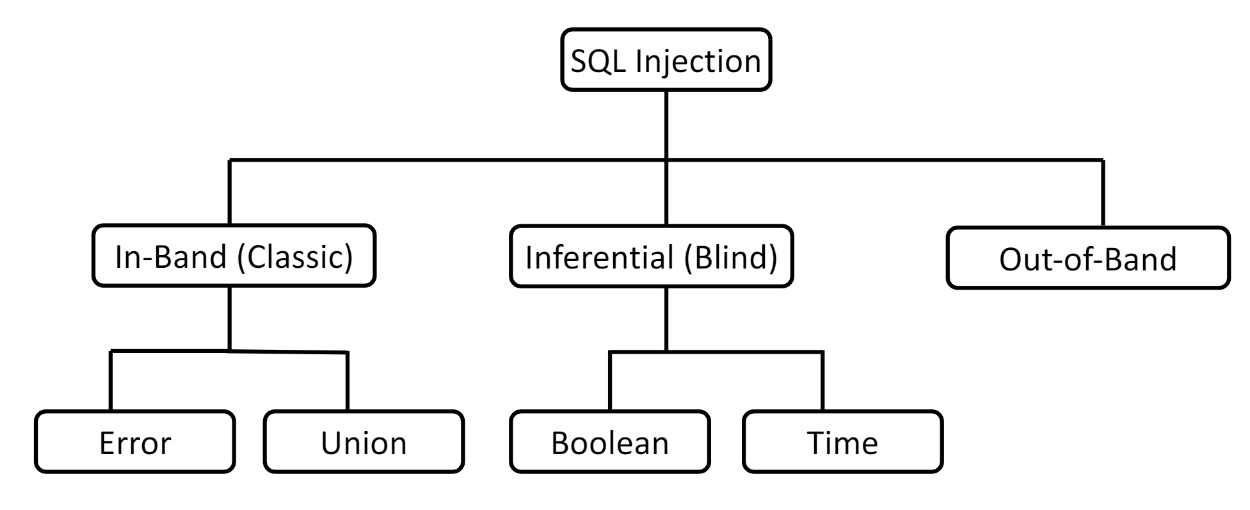 SQL Injection
In-Band (Classic)
Inferential (Blind)
Out-of-Band
Error
Union
Boolean
Time